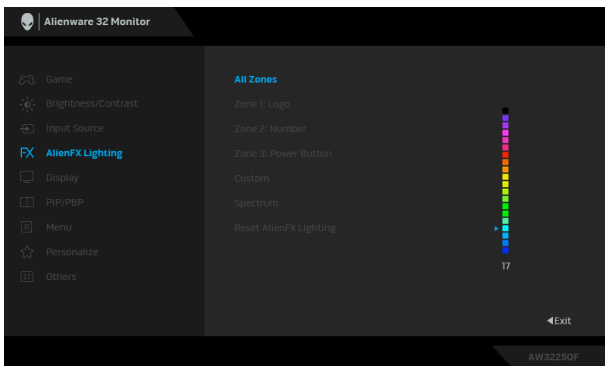 Alienware 32 Monitor
Game
Brightness/Contrast
Input Source
FX AlienFX Lighting
Display
PIP/PBP
Menu
Personalize
Others
All Zones
Zone 1: Logo
Zone 2: Number
Zone 3: Power Button
Custom
Spectrum
Reset AlienFX Lighting
17
Exit
AW3225QF